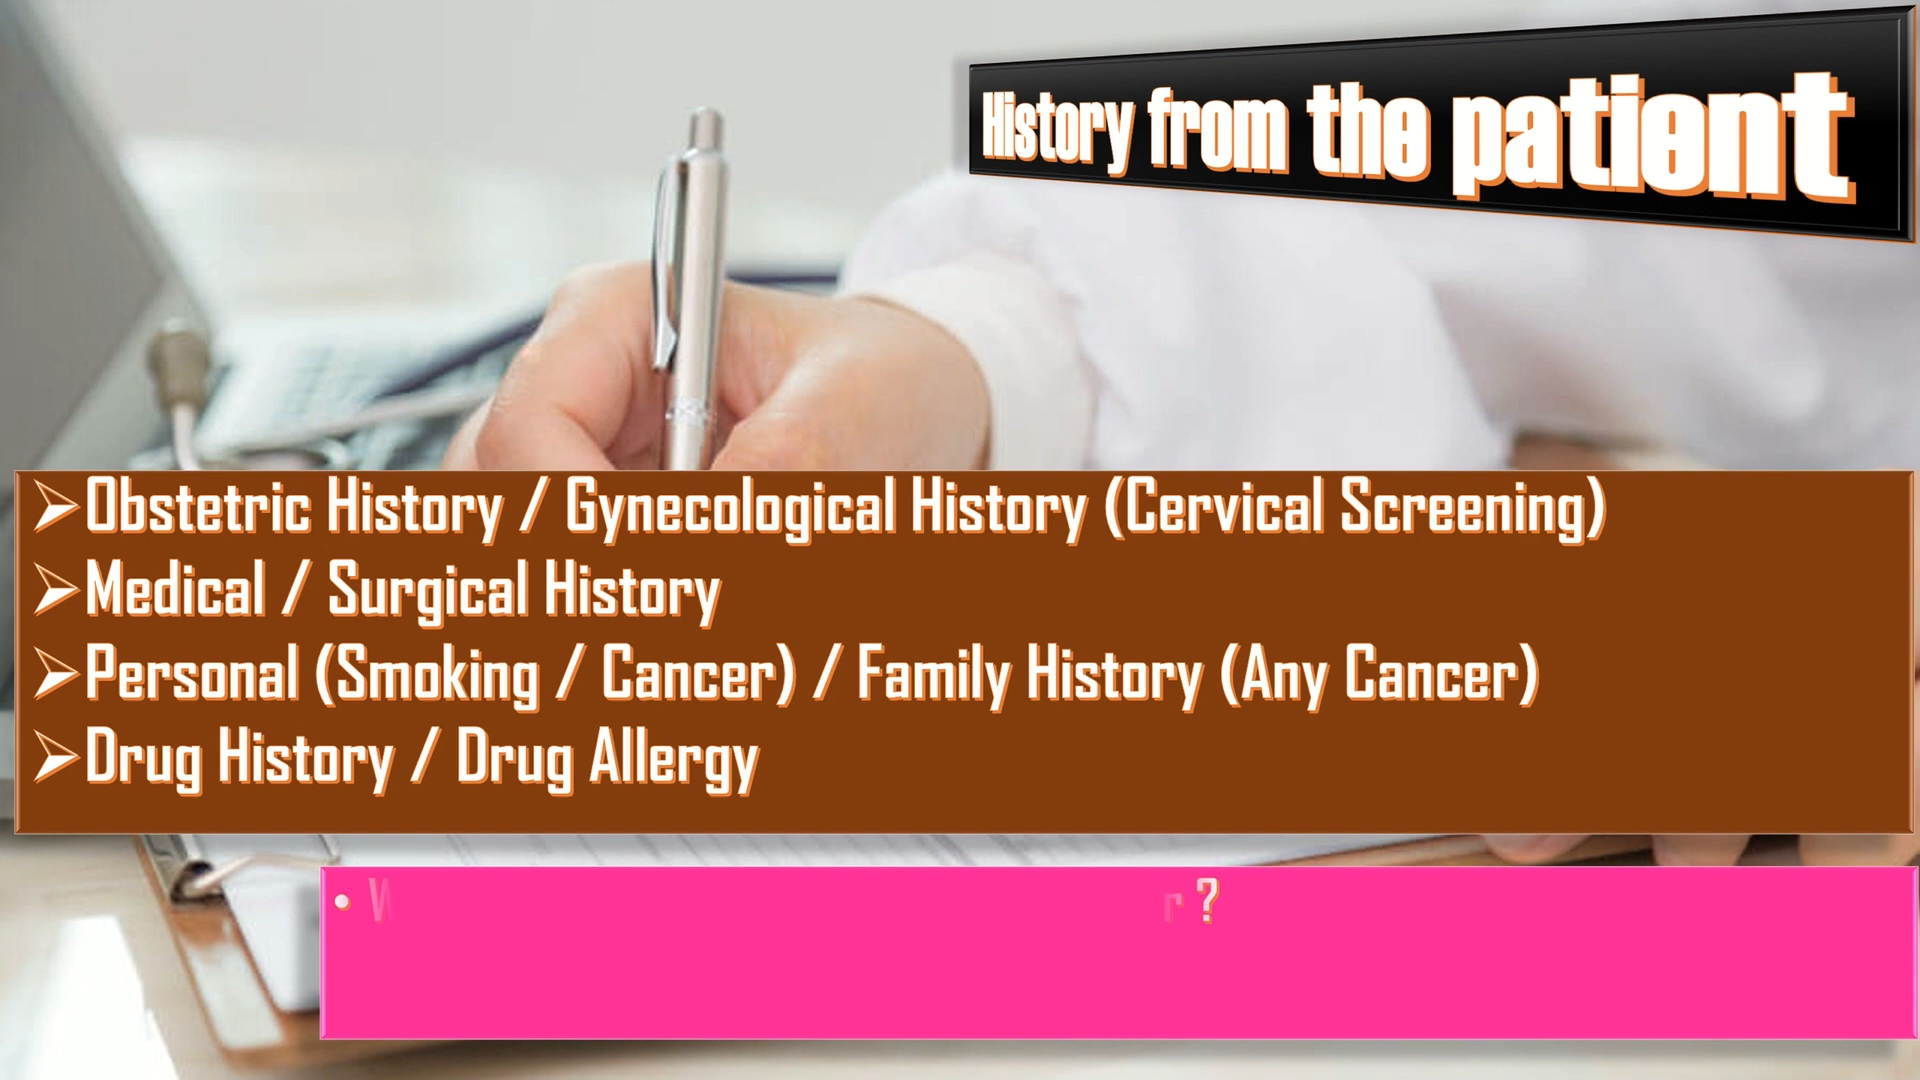 History from the patient
➢Obstetric History / Gynecological History (Cervical Screening)
➢Medical / Surgical History
➢Personal (Smoking / Cancer) / Family History (Any Cancer)
➢Drug History / Drug Allergy
• ?